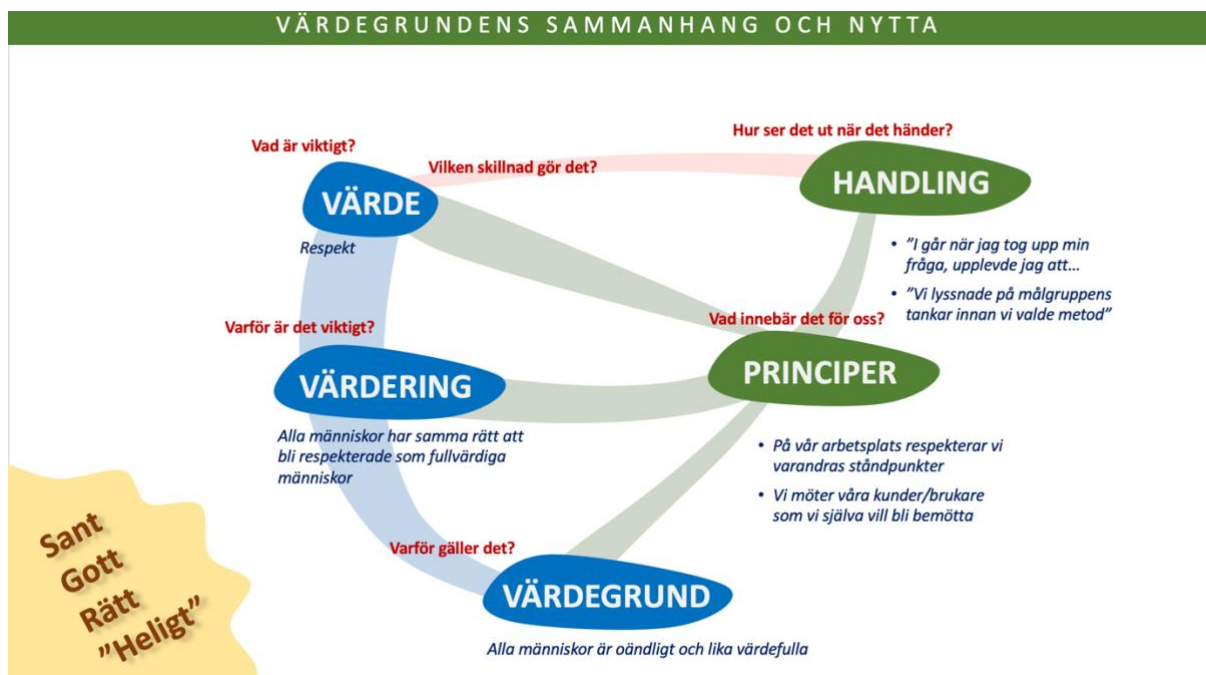 VÄRDEGRUNDENS SAMMANHANG OCH NYTTA
Vad är viktigt?
VÄRDE
Respekt
Vilken skillnad gör det?
Hur ser det ut när det händer?
HANDLING
• ”I går när jag tog upp min
fråga, upplevde jag att...
• ”Vi lyssnade på målgruppens
tankar innan vi valde metod”
Varför är det viktigt?
VÄRDERING
Alla människor har samma rätt att
bli respekterade som fullvärdiga
människor
Vad innebär det för oss?
PRINCIPER
• På vår arbetsplats respekterar vi
varandras ståndpunkter
• Vi möter våra kunder/brukare
som vi själva vill bli bemötta
Varför gäller det?
VÄRDEGRUND
Alla människor är oändligt och lika värdefulla
Sant
Gott
Rätt
”Heligt”